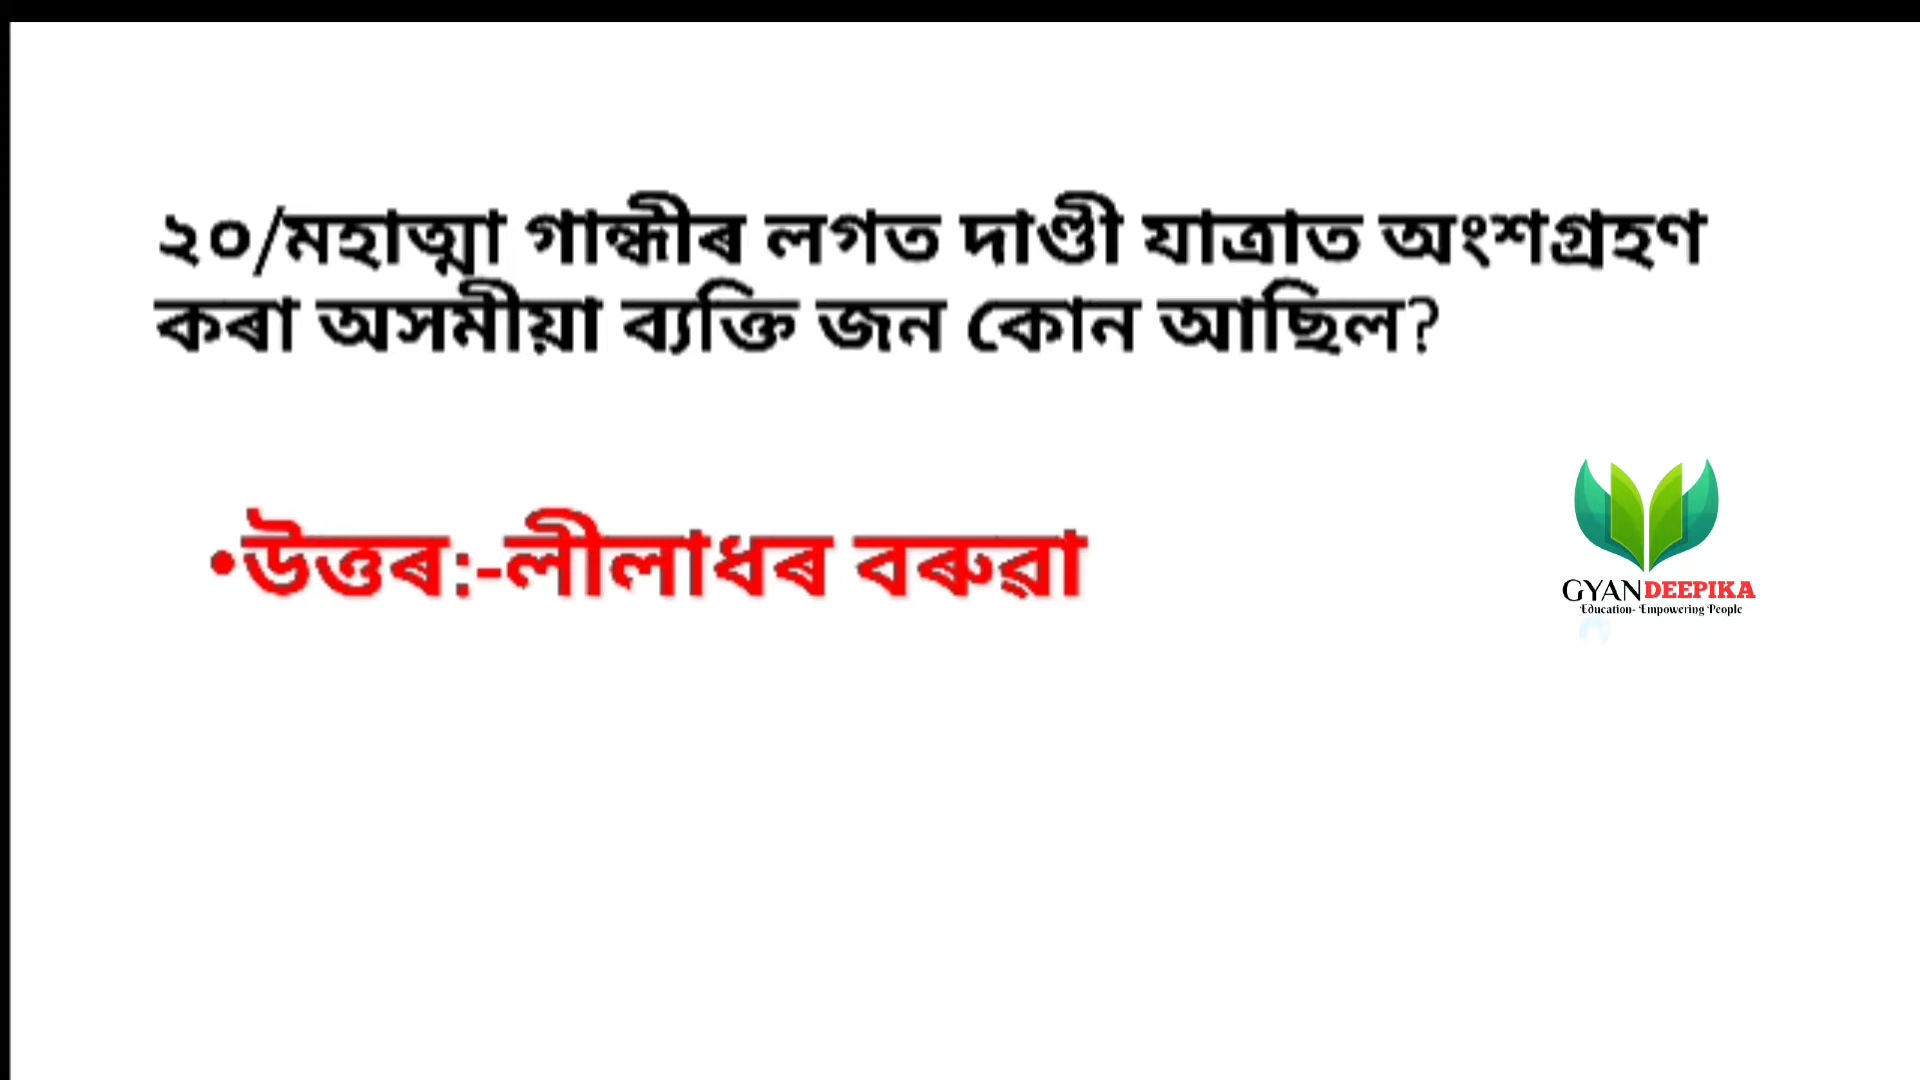 ২০/মহাত্মা গান্ধীৰ লগত দাণ্ডী যাত্ৰাত অংশগ্ৰহণ
কৰা অসমীয়া ব্যক্তি জন কোন আছিল?
•উত্তৰ:-লীলাধৰ বৰুৱা
GYANDEEPIKA
Education- Empowering People